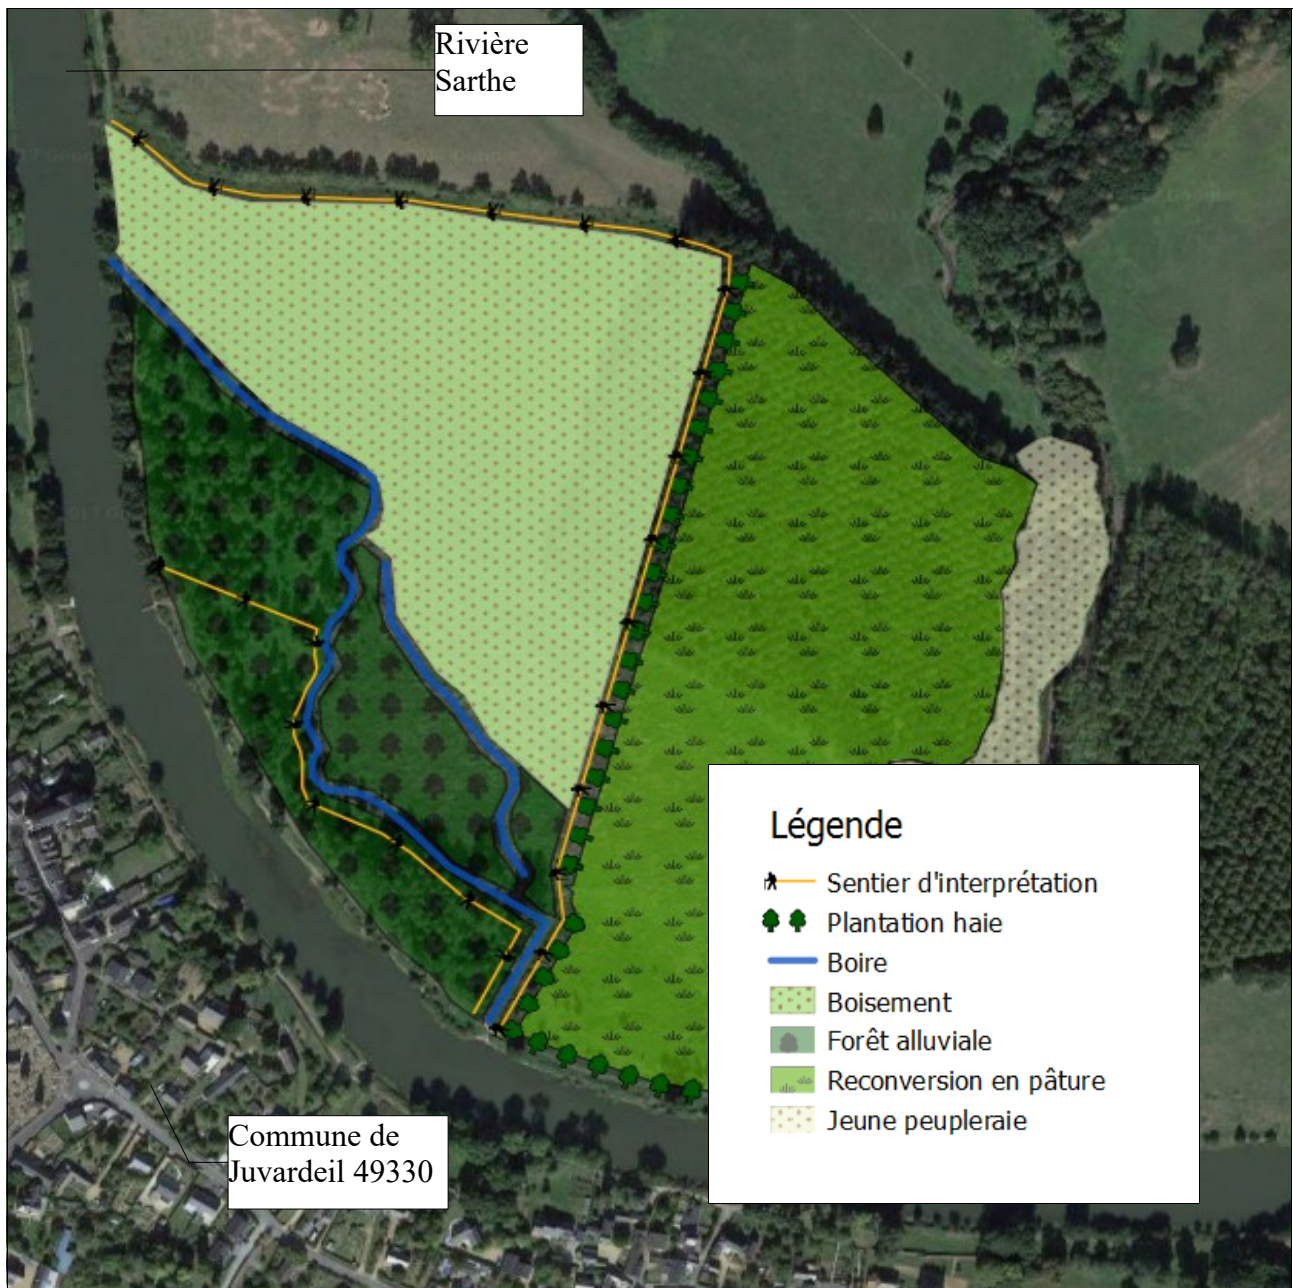 Rivière
Sarthe
Légende
Sentier d'interprétation
Plantation haie
Boire
Boisement
Forêt alluviale
Reconversion en pâture
Jeune peupleraie
Commune de
Juvardeil 49330